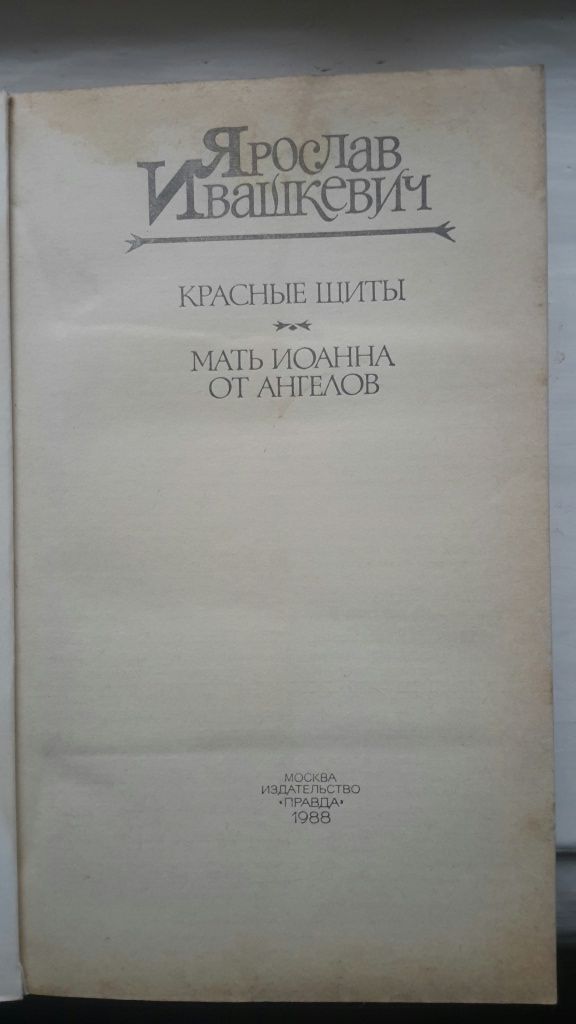 Ярослав
Ивашкевич
КРАСНЫЕ ЩИТЫ
МАТЬ ИОАННА
ОТ АНГЕЛОВ
МОСКВА
ИЗДАТЕЛЬСТВО
«ПРАВДА»
1988